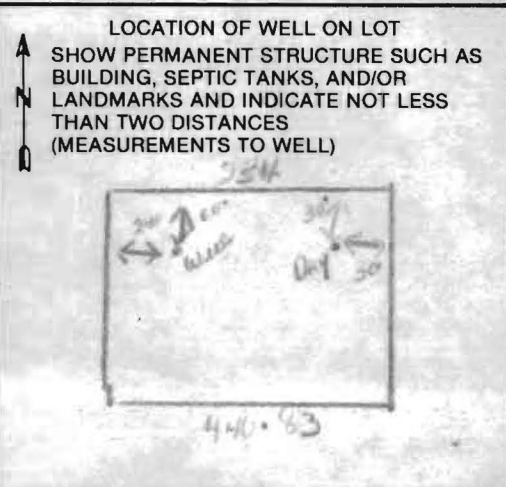 LOCATION OF WELL ON LOT
SHOW PERMANENT STRUCTURE SUCH AS
BUILDING, SEPTIC TANKS, AND/OR
N LANDMARKS AND INDICATE NOT LESS
THAN TWO DISTANCES
(MEASUREMENTS TO WELL)
30'
Well
Dry
30'